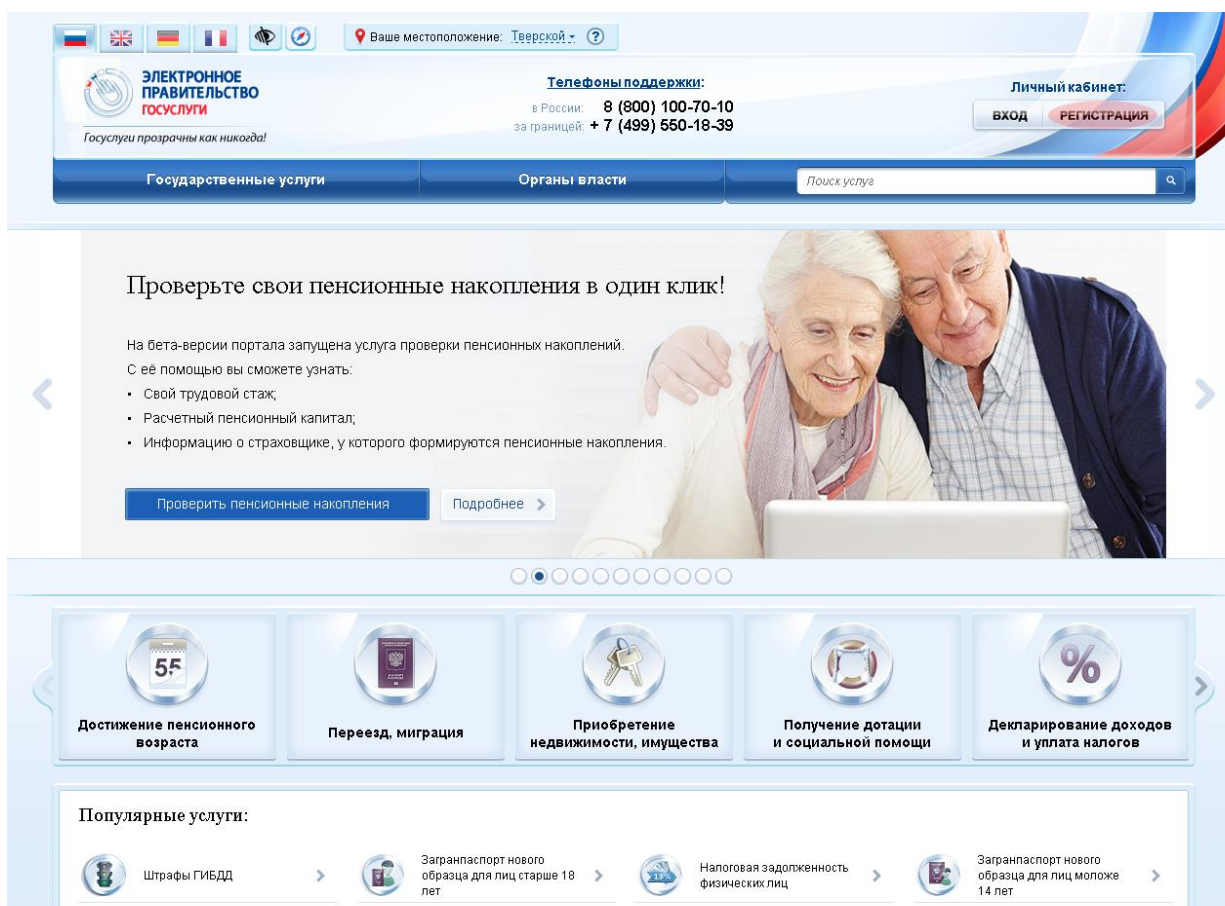 Ваше местоположение: Тверской
ЭЛЕКТРОННОЕ
ПРАВИТЕЛЬСТВО
ГОСУСЛУГИ
Госуслуги прозрачны как никогда!
Телефоны поддержки:
в России: 8 (800) 100-70-10
за границей: + 7 (499) 550-18-39
Личный кабинет:
ВХОД РЕГИСТРАЦИЯ
Государственные услуги
Органы власти
Поиск услуг
Проверьте свои пенсионные накопления в один клик!
На бета-версии портала запущена услуга проверки пенсионных накоплений.
С её помощью вы сможете узнать:
• Свой трудовой стаж;
• Расчетный пенсионный капитал;
• Информацию о страховщике, у которого формируются пенсионные накопления.
Проверить пенсионные накопления
Подробнее
55
%
Достижение пенсионного
возраста
Переезд, миграция
Приобретение
недвижимости, имущества
Получение дотации
и социальной помощи
Декларирование доходов
и уплата налогов
Популярные услуги:
Штрафы ГИБДД
Загранпаспорт нового
образца для лиц старше 18
лет
13%
Налоговая задолженность
физических лиц
Загранпаспорт нового
образца для лиц моложе
14 лет